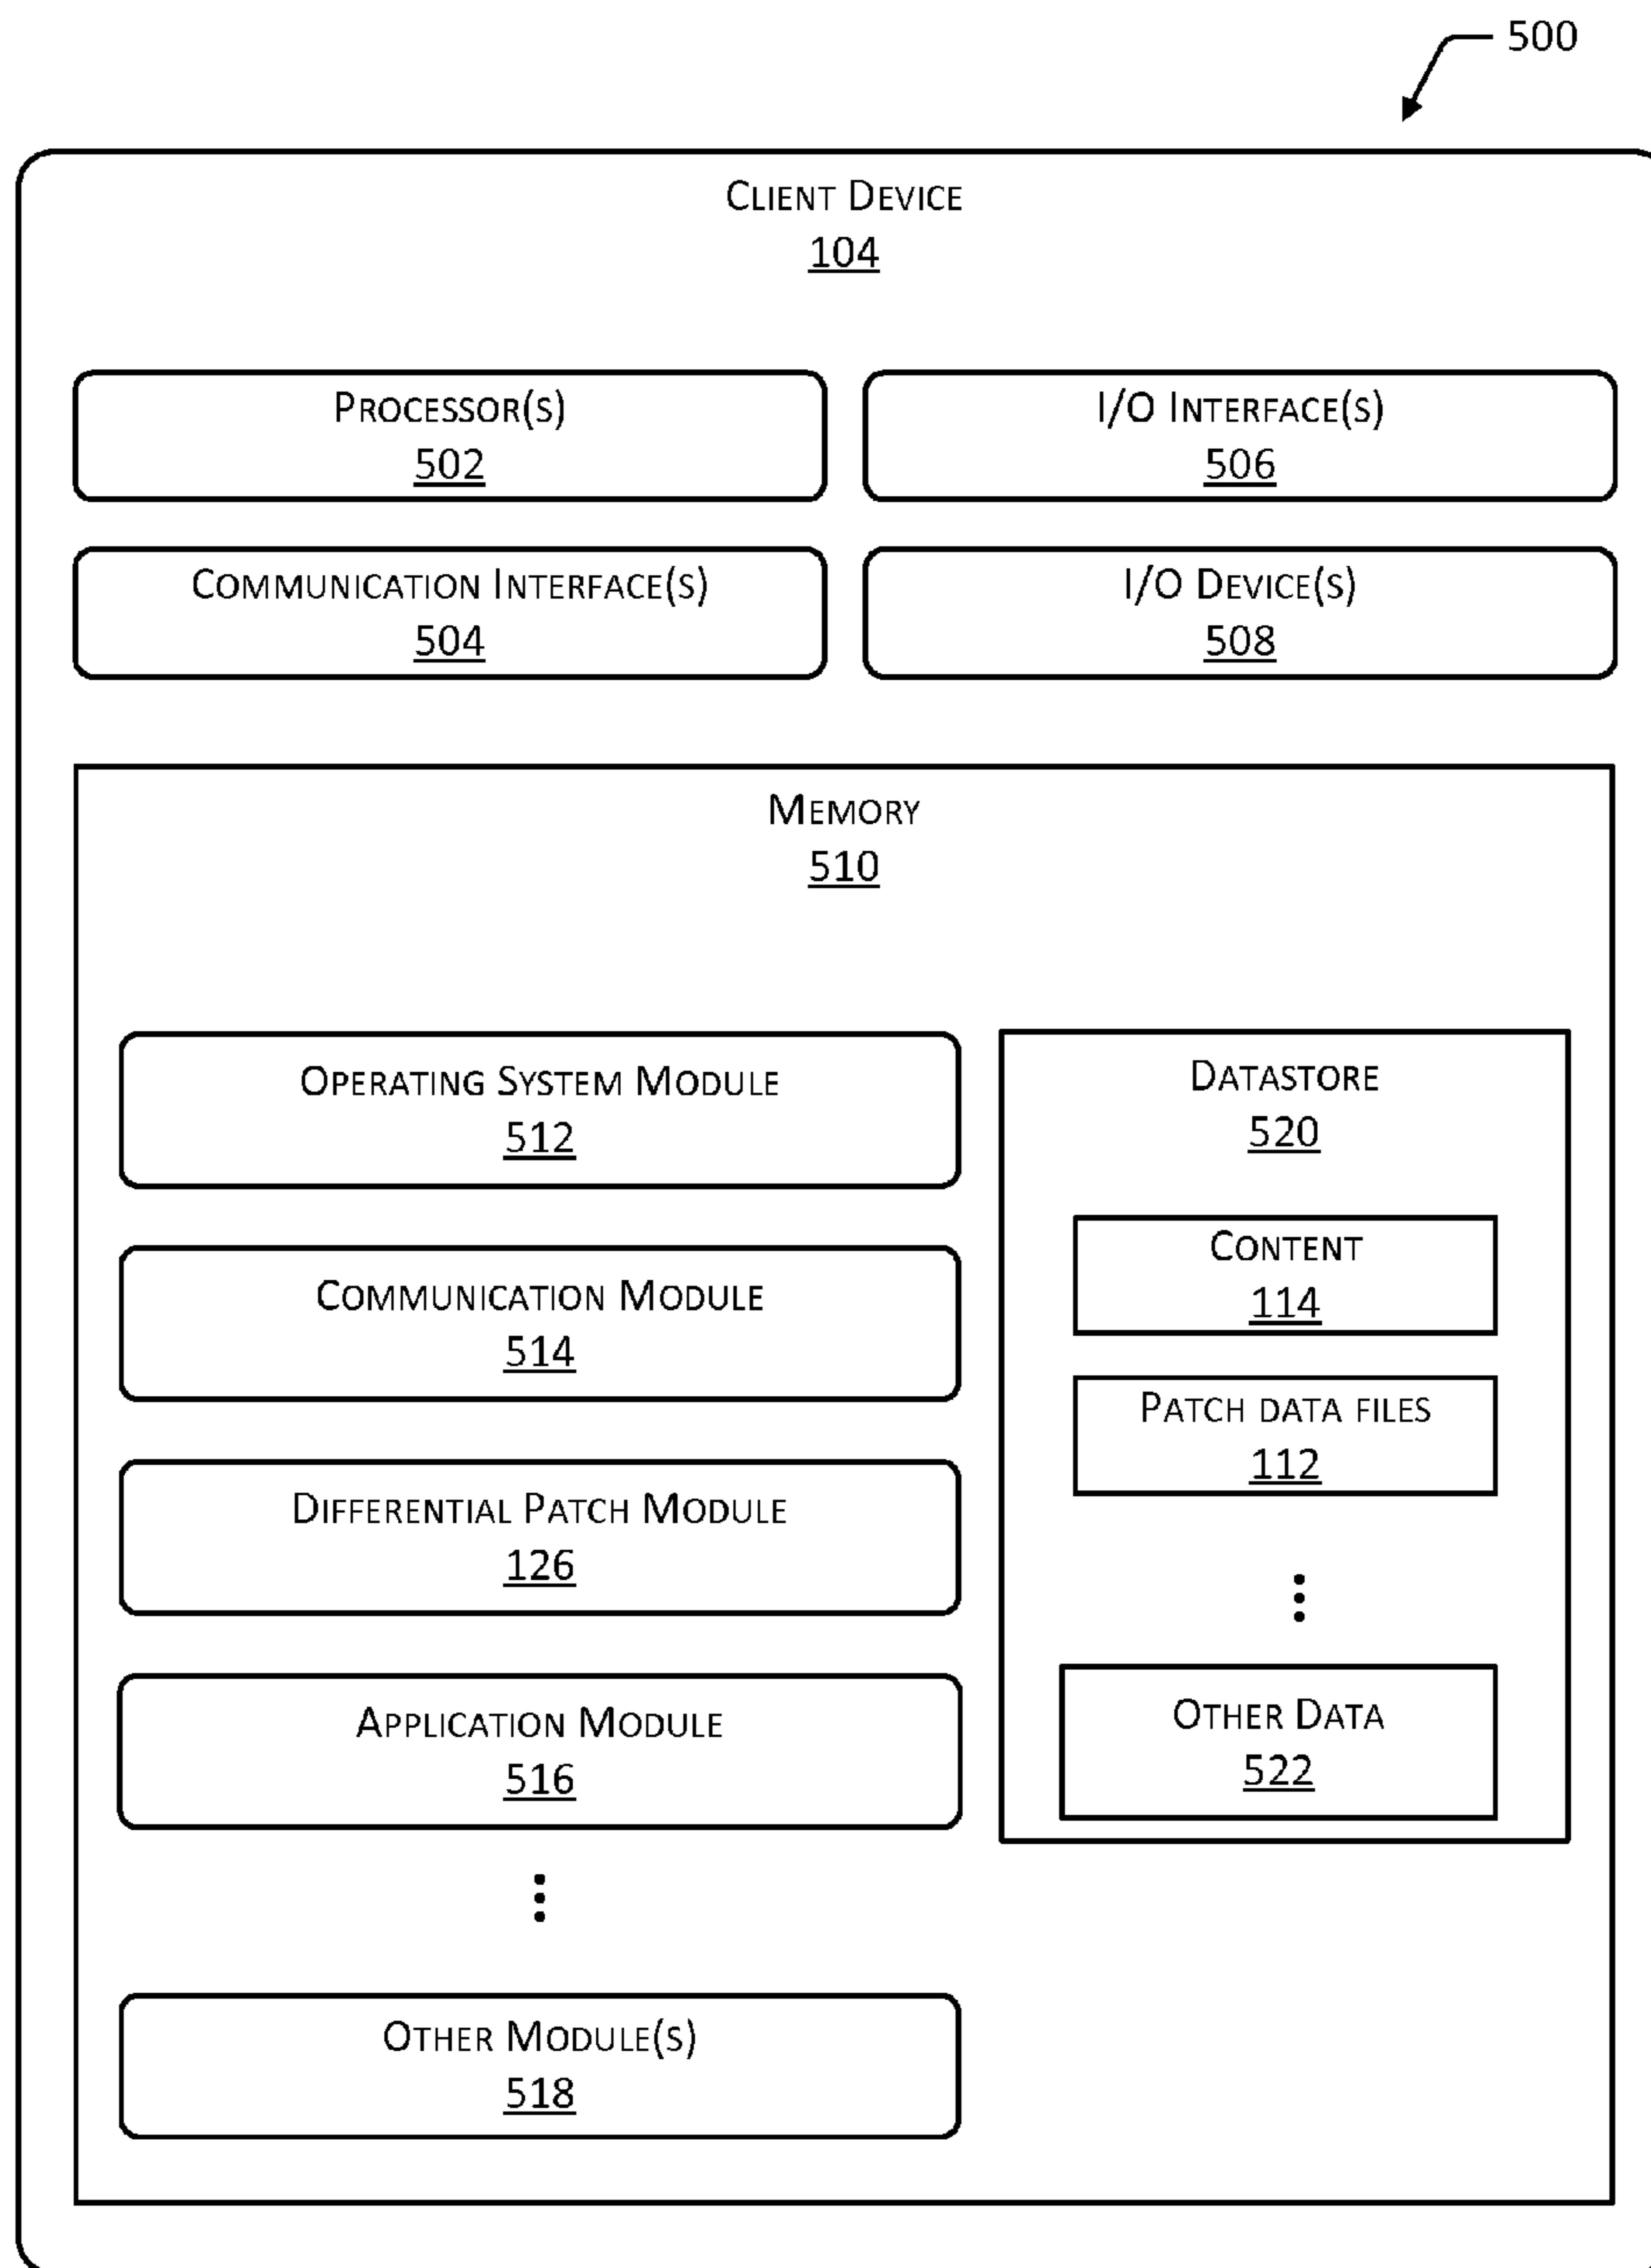 500
Client Device
104
Processor(s)
502
I/O Interface(s)
506
Communication Interface(s)
504
I/O Device(s)
508
Memory
510
Operating System Module
512
Communication Module
514
Differential Patch Module
126
Application Module
516
Other Module(s)
518
Datastore
520
Content
114
Patch data files
112
Other Data
522